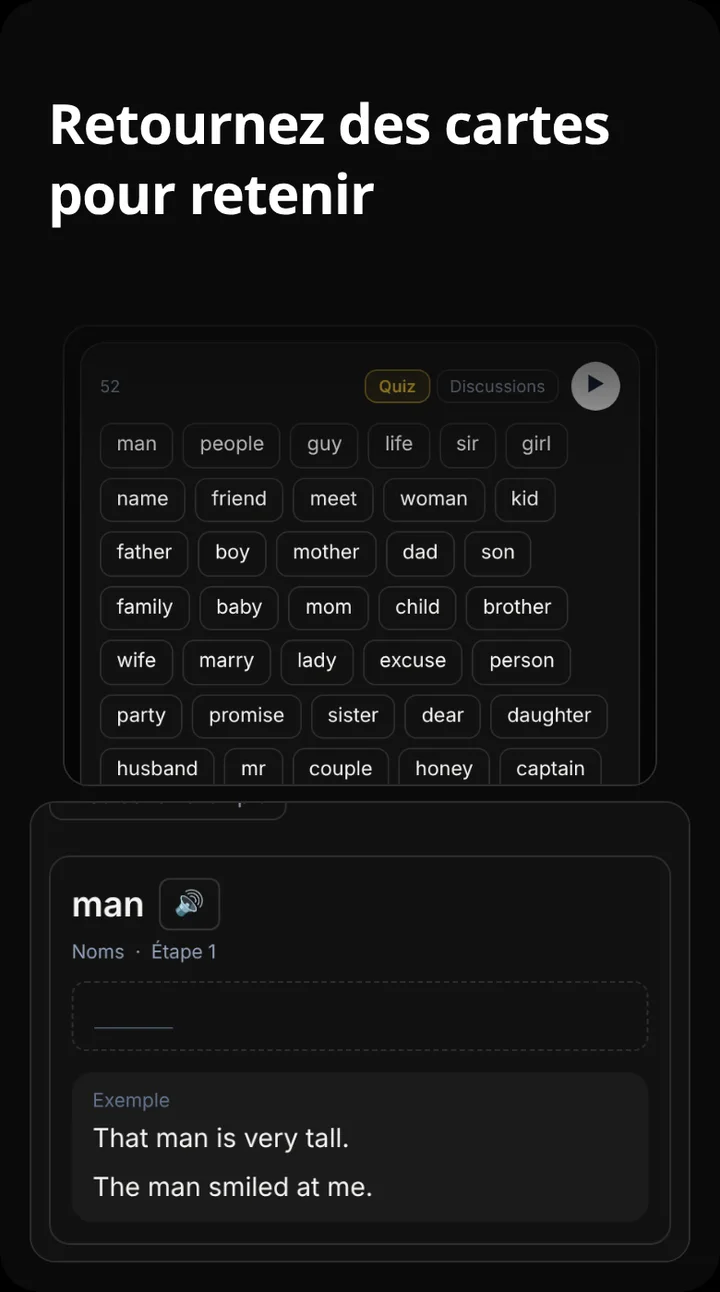 Retournez des cartes
pour retenir
52 Quiz Discussions
man people guy life sir girl
name friend meet woman kid
father boy mother dad son
family baby mom child brother
wife marry lady excuse person
party promise sister dear daughter
husband mr couple honey captain
man
Noms · Étape 1
Exemple
That man is very tall.
The man smiled at me.